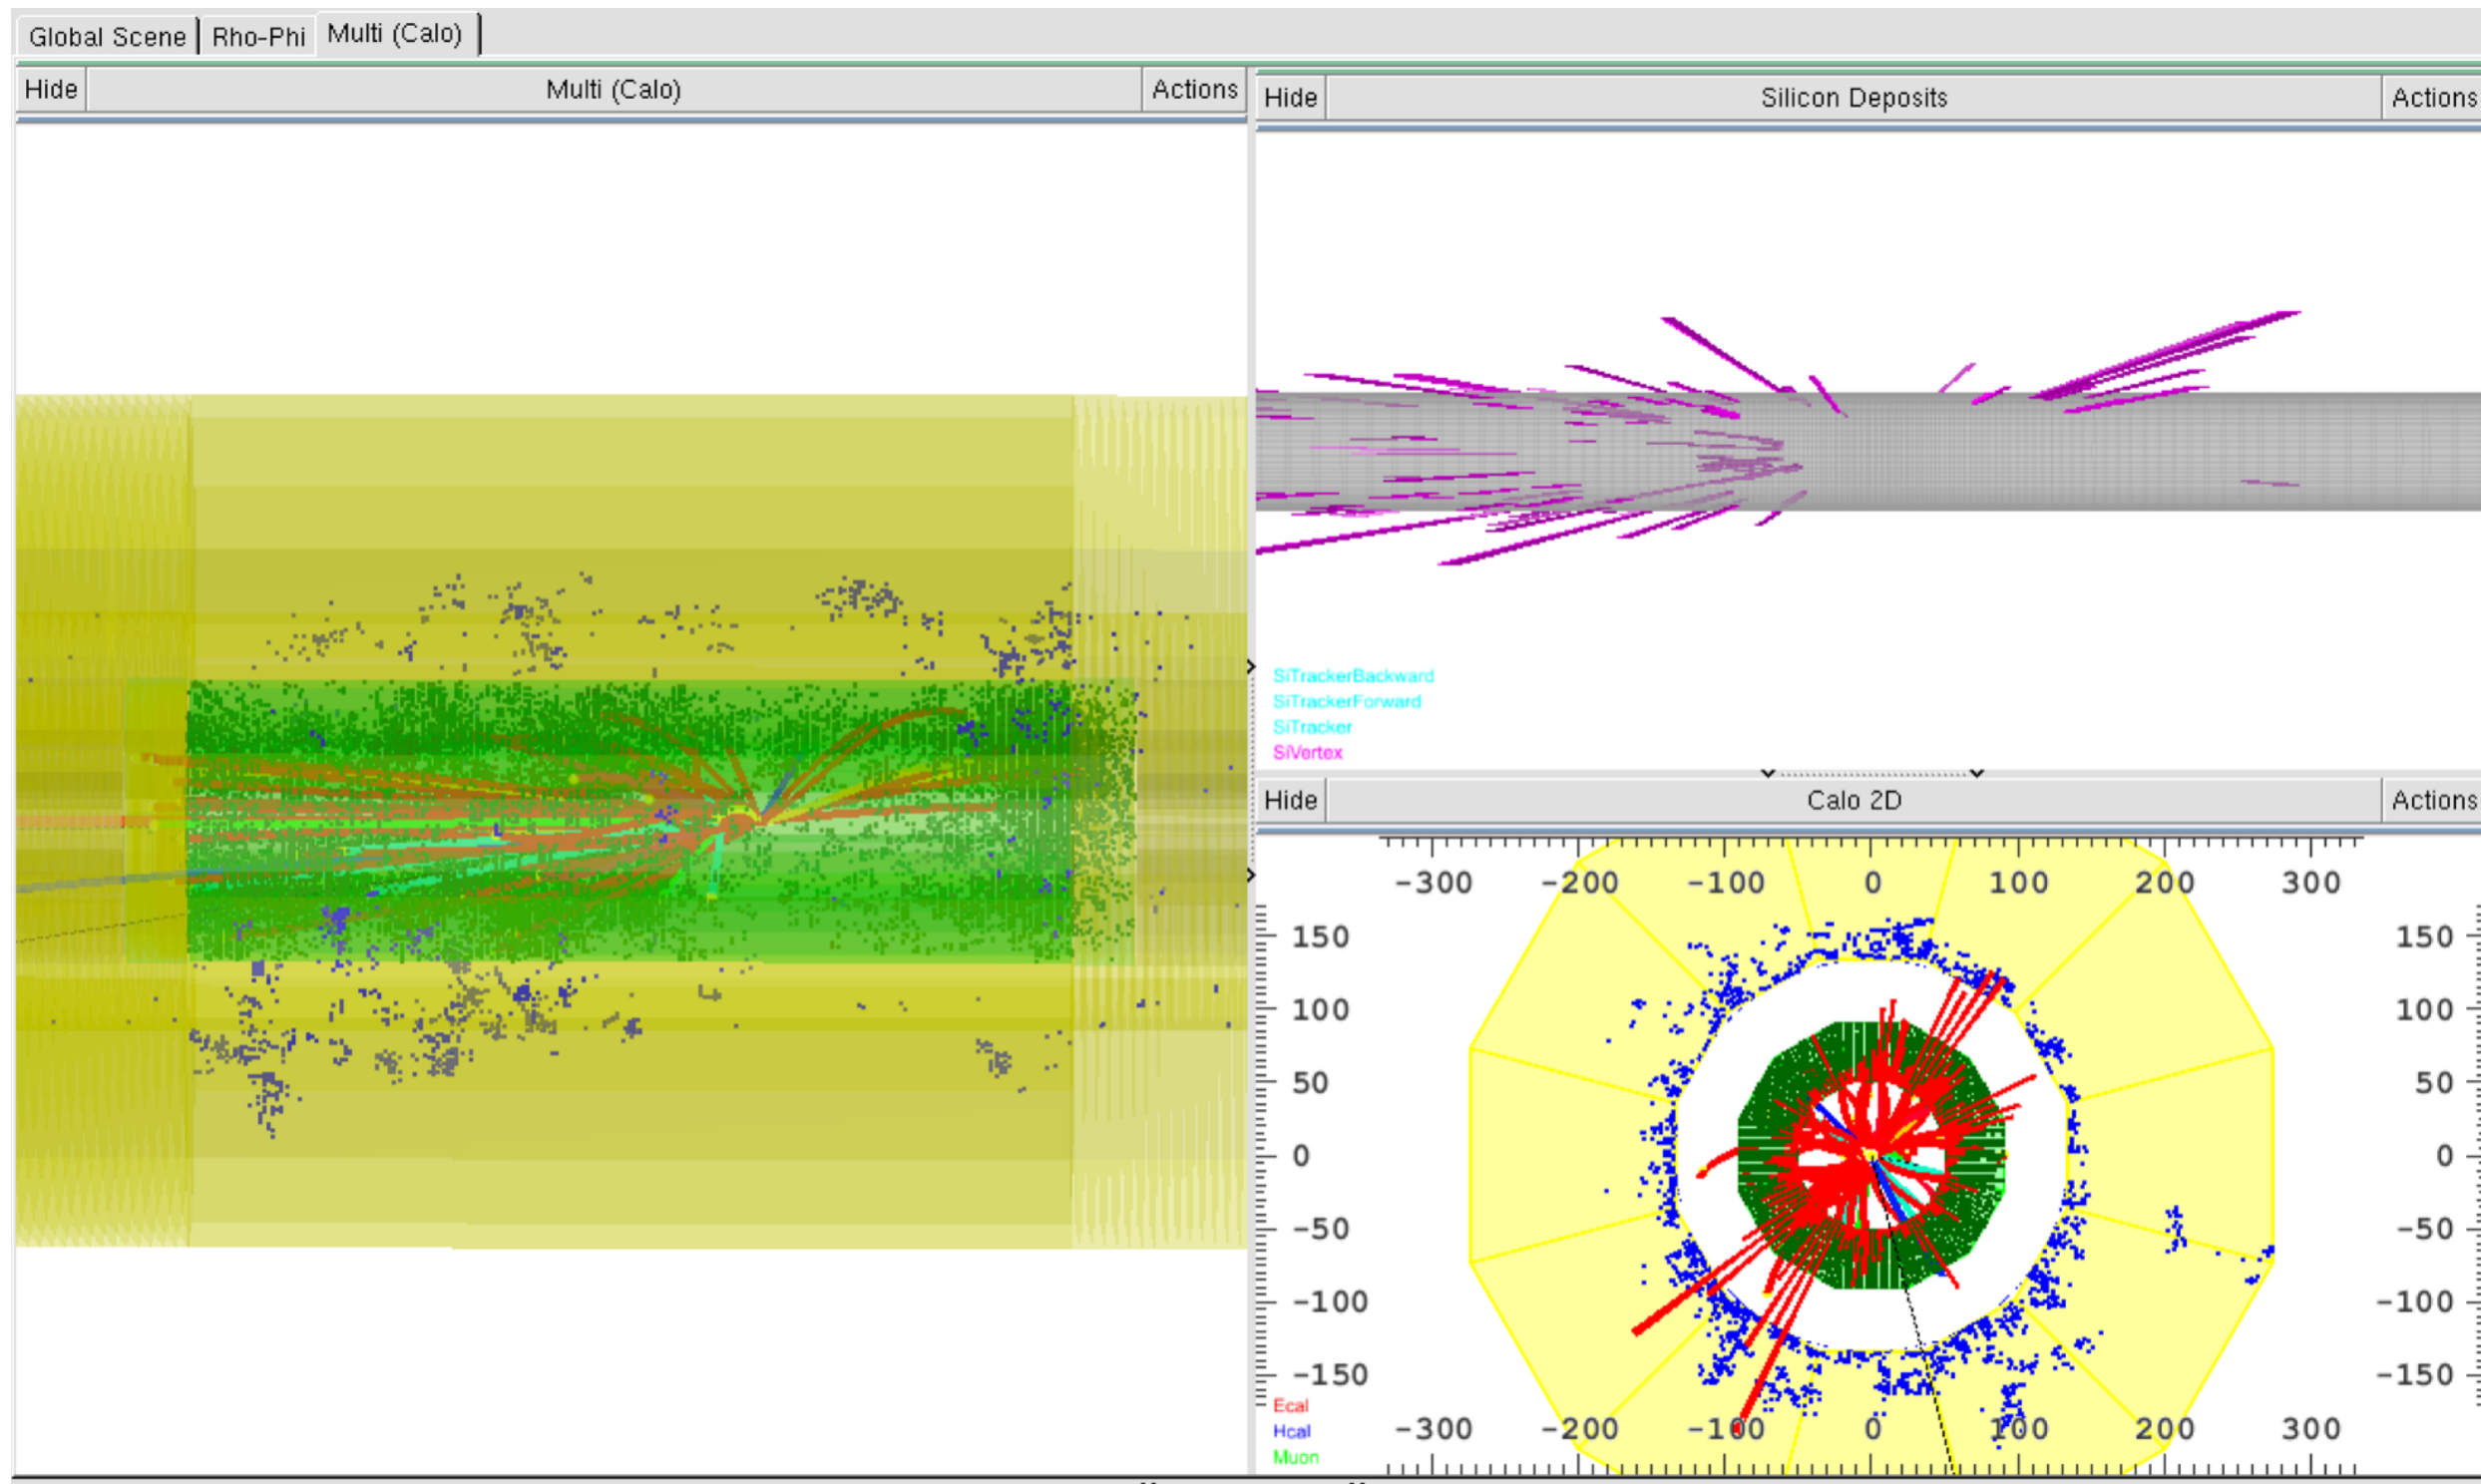 Global Scene Rho-Phi Multi (Calo)
Hide Multi (Calo) Actions
Hide Silicon Deposits Actions
SiTrackerBackward
SiTrackerForward
SiTracker
SiVertex
Hide Calo 2D Actions
-300 -200 -100 0 100 200 300
150 150
100 100
50 50
0 0
-50 -50
-100 -100
-150 -150
Ecal
Hcal
Muon
-300 -200 -100 0 100 200 300